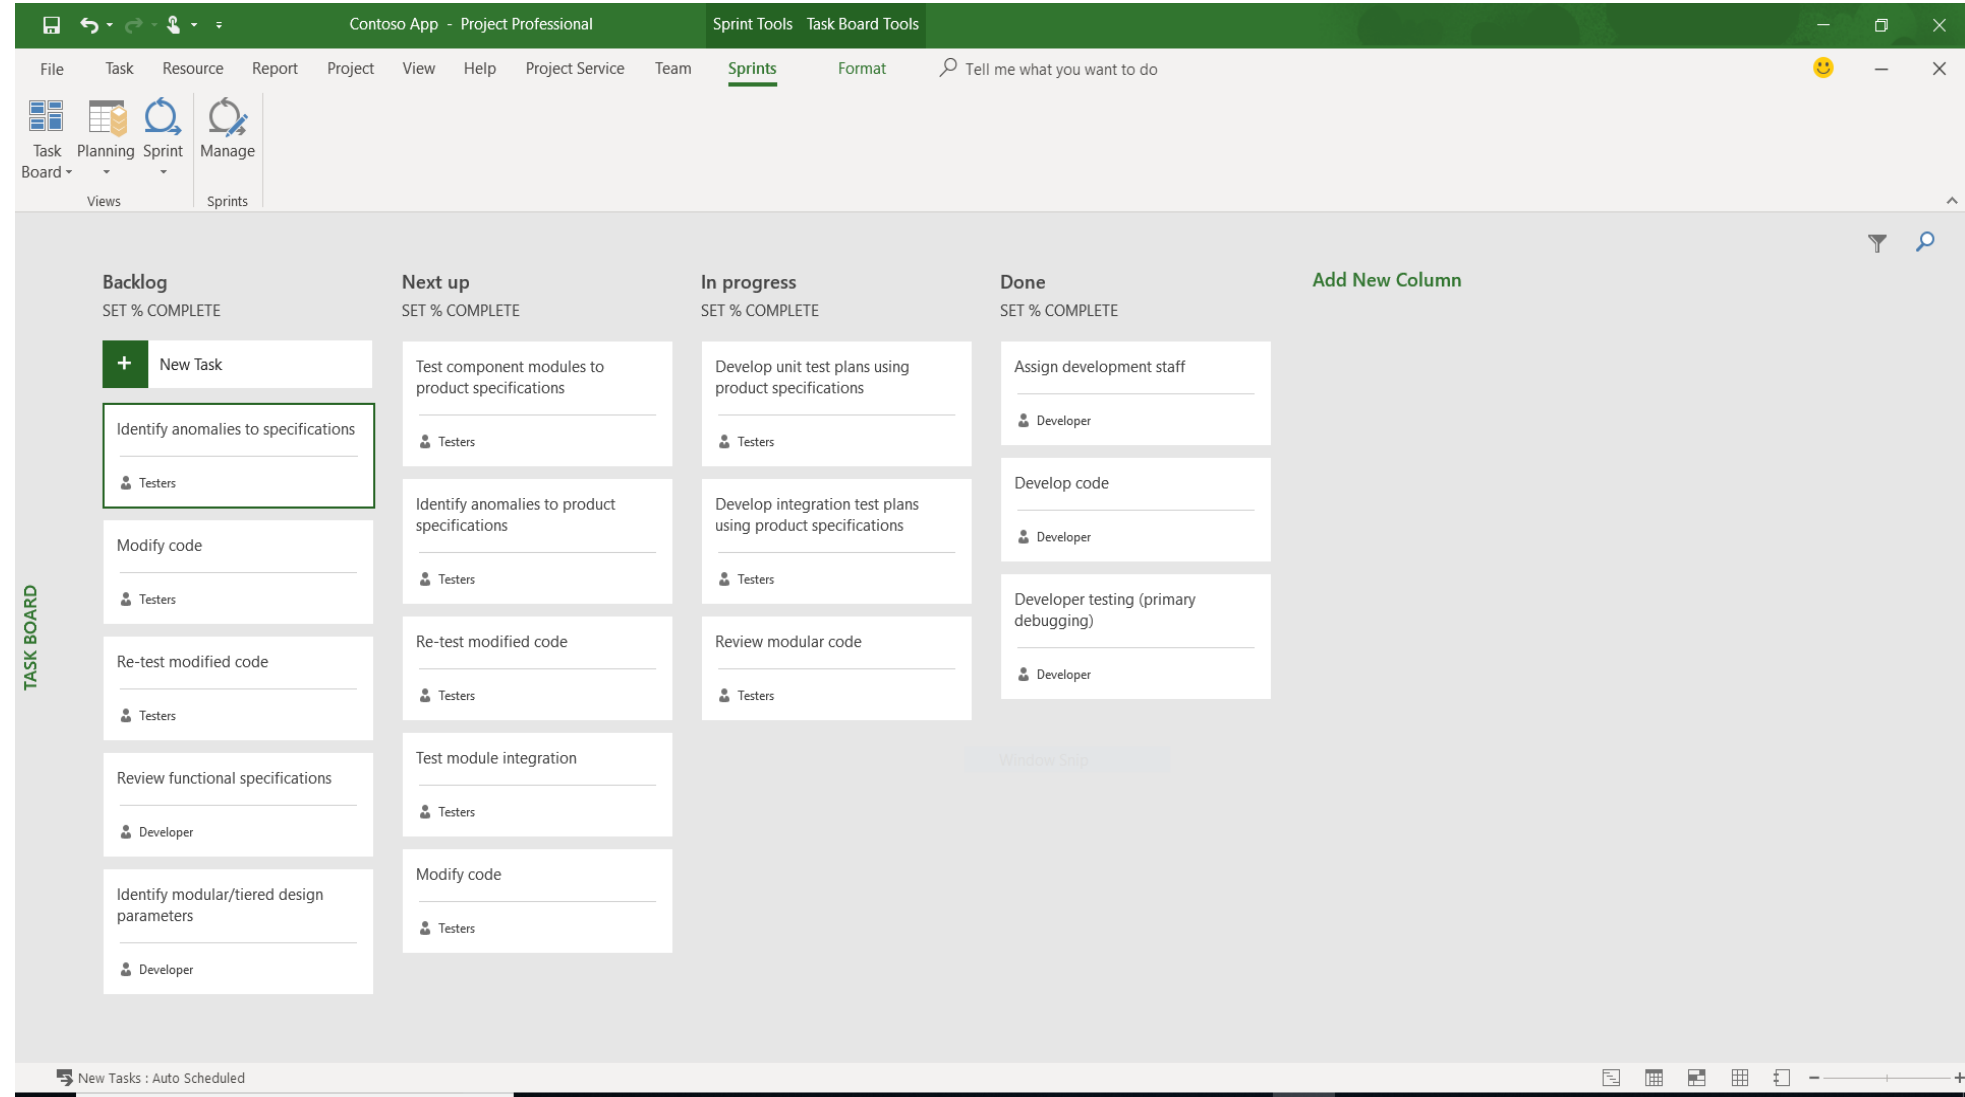 Contoso App - Project Professional
Sprint Tools Task Board Tools
File Task Resource Report Project View Help Project Service Team Sprints Format Tell me what you want to do
Task Board
Planning
Sprint
Manage
Views
Sprints
TASK BOARD
Backlog
SET % COMPLETE
+ New Task
Identify anomalies to specifications
Testers
Modify code
Testers
Re-test modified code
Testers
Review functional specifications
Developer
Identify modular/tiered design
parameters
Developer
Next up
SET % COMPLETE
Test component modules to
product specifications
Testers
Identify anomalies to product
specifications
Testers
Re-test modified code
Testers
Test module integration
Testers
Modify code
Testers
In progress
SET % COMPLETE
Develop unit test plans using
product specifications
Testers
Develop integration test plans
using product specifications
Testers
Review modular code
Testers
Done
SET % COMPLETE
Assign development staff
Developer
Develop code
Developer
Developer testing (primary
debugging)
Developer
Window Snip
Add New Column
New Tasks : Auto Scheduled